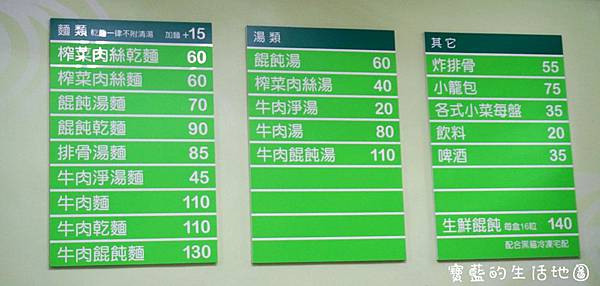 麵 類 乾麵一律不附清湯 加麵 +15
榨菜肉絲乾麵 60
榨菜肉絲麵 60
餛飩湯麵 70
餛飩乾麵 90
排骨湯麵 85
牛肉淨湯麵 45
牛肉麵 110
牛肉乾麵 110
牛肉餛飩麵 130
湯 類
餛飩湯 60
榨菜肉絲湯 40
牛肉淨湯 20
牛肉湯 80
牛肉餛飩湯 110
其它
炸排骨 55
小籠包 75
各式小菜每盤 35
飲料 20
啤酒 35
生鮮餛飩 每盒16粒 140
配合黑貓冷凍宅配
寶藍的生活地圖